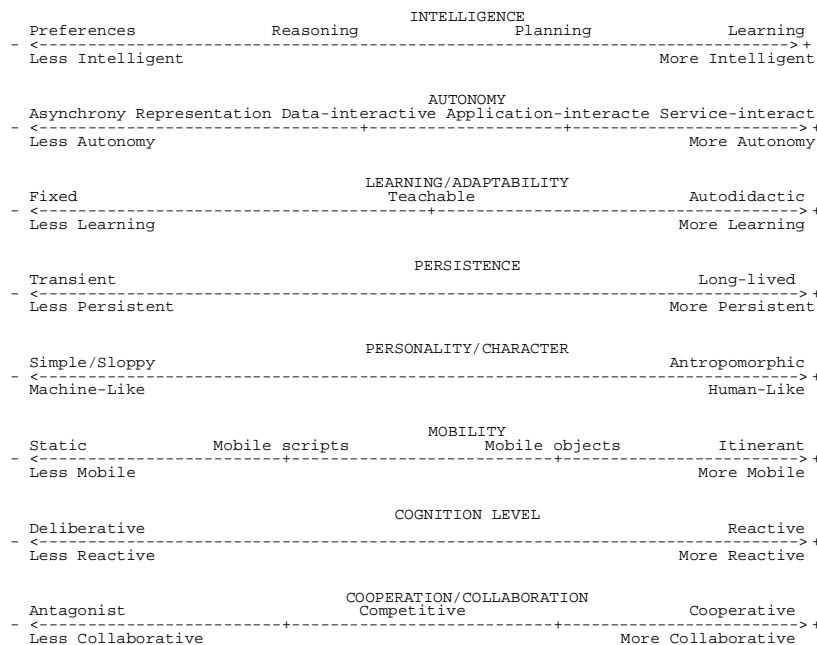 INTELLIGENCE
Preferences Reasoning Planning Learning
- <------------------------------------------------------------------------------------> +
Less Intelligent More Intelligent
AUTONOMY
Asynchrony Representation Data-interactive Application-interacte Service-interact
- <-----------------------------------+----------------------+-------------------------> +
Less Autonomy More Autonomy
LEARNING/ADAPTABILITY
Fixed Teachable Autodidactic
- <-------------------------------------------+----------------------------------------> +
Less Learning More Learning
PERSISTENCE
Transient Long-lived
- <------------------------------------------------------------------------------------> +
Less Persistent More Persistent
PERSONALITY/CHARACTER
Simple/Sloppy Antropomorphic
- <------------------------------------------------------------------------------------> +
Machine-Like Human-Like
MOBILITY
Static Mobile scripts Mobile objects Itinerant
- <---------------------------+-----------------------------+--------------------------> +
Less Mobile More Mobile
COGNITION LEVEL
Deliberative Reactive
- <------------------------------------------------------------------------------------> +
Less Reactive More Reactive
COOPERATION/COLLABORATION
Antagonist Competitive Cooperative
- <---------------------------+-----------------------------+--------------------------> +
Less Collaborative More Collaborative